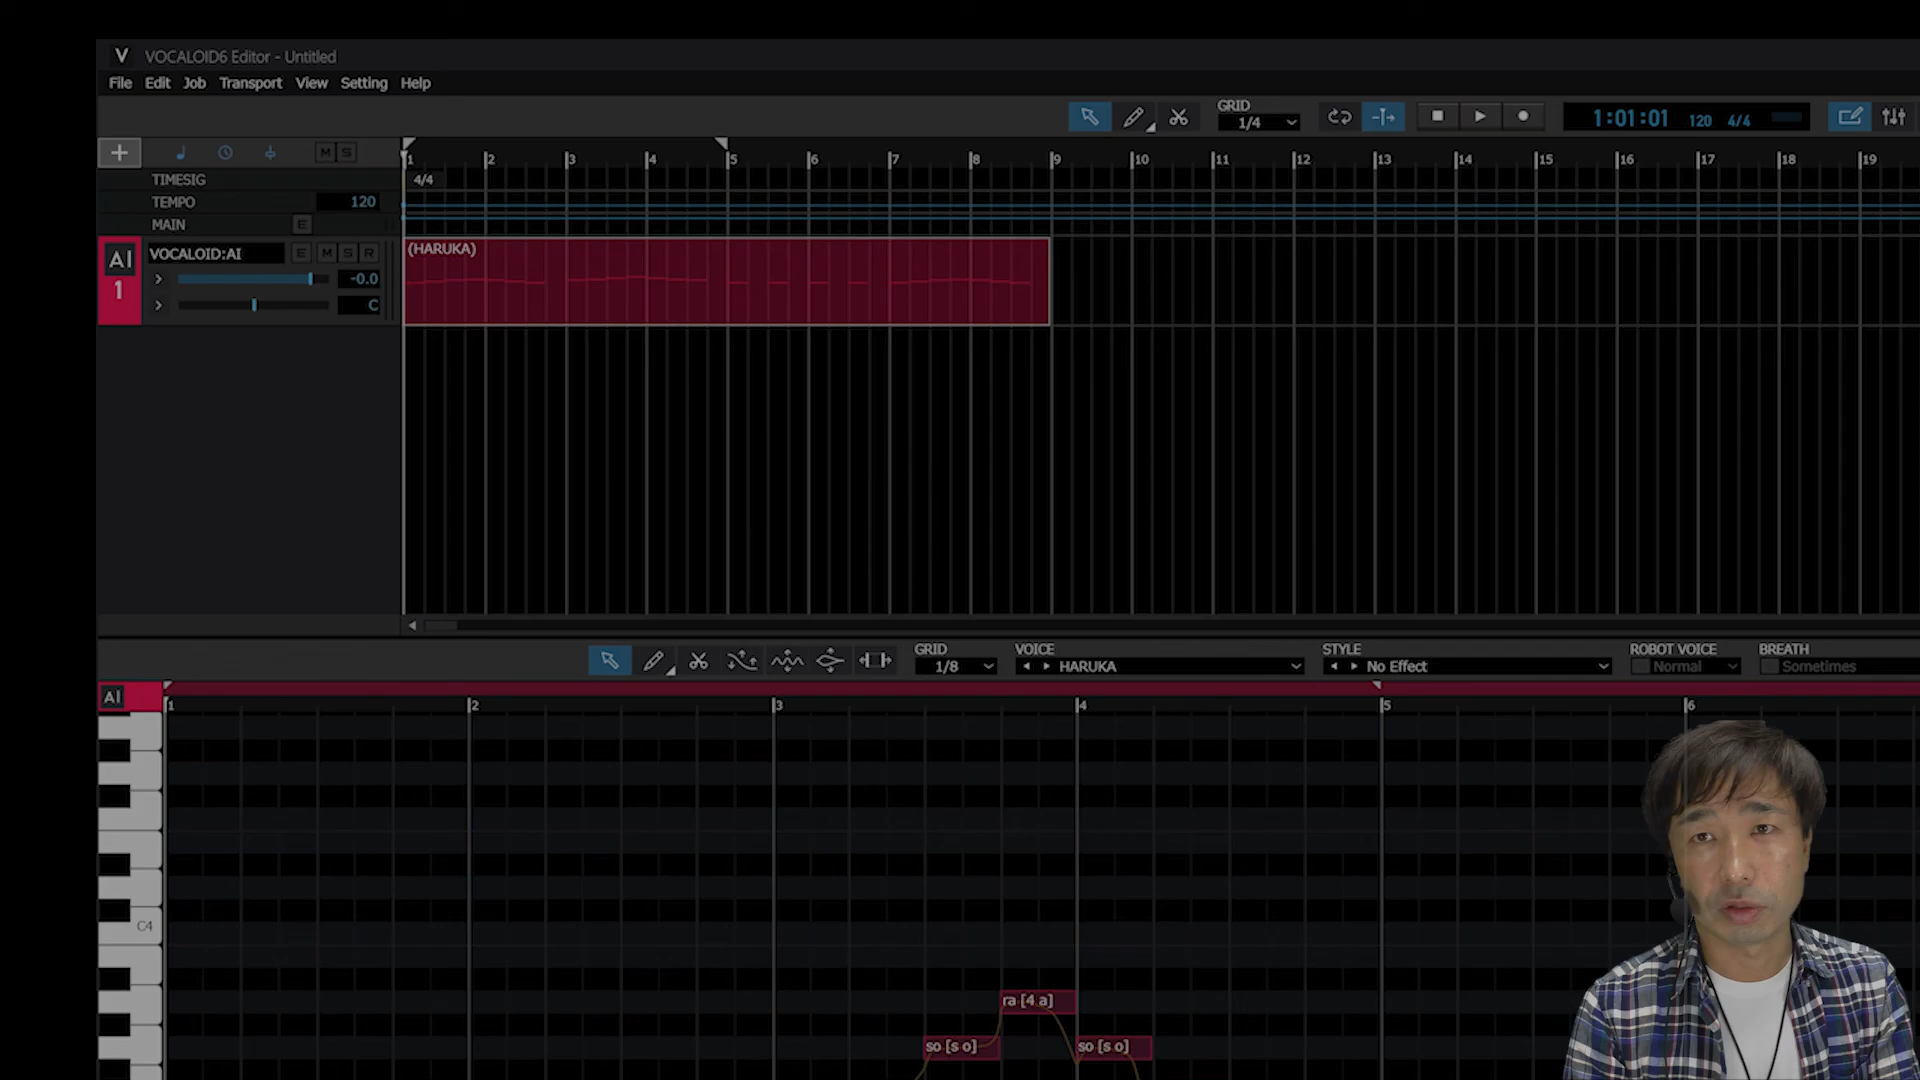 V VOCALOID6 Editor - Untitled
File Edit Job Transport View Setting Help
GRID
1/4
1:01:01 120 4/4
M S
1 2 3 4 5 6 7 8 9 10 11 12 13 14 15 16 17 18 19
TIMESIG
4/4
TEMPO 120
MAIN E
AI VOCALOID:AI E M S R
(HARUKA)
1
-0.0
C
GRID VOICE STYLE ROBOT VOICE BREATH
1/8 HARUKA No Effect Normal Sometimes
AI
1 2 3 4 5 6
C4
ra [4 a]
so [s o] so [s o]